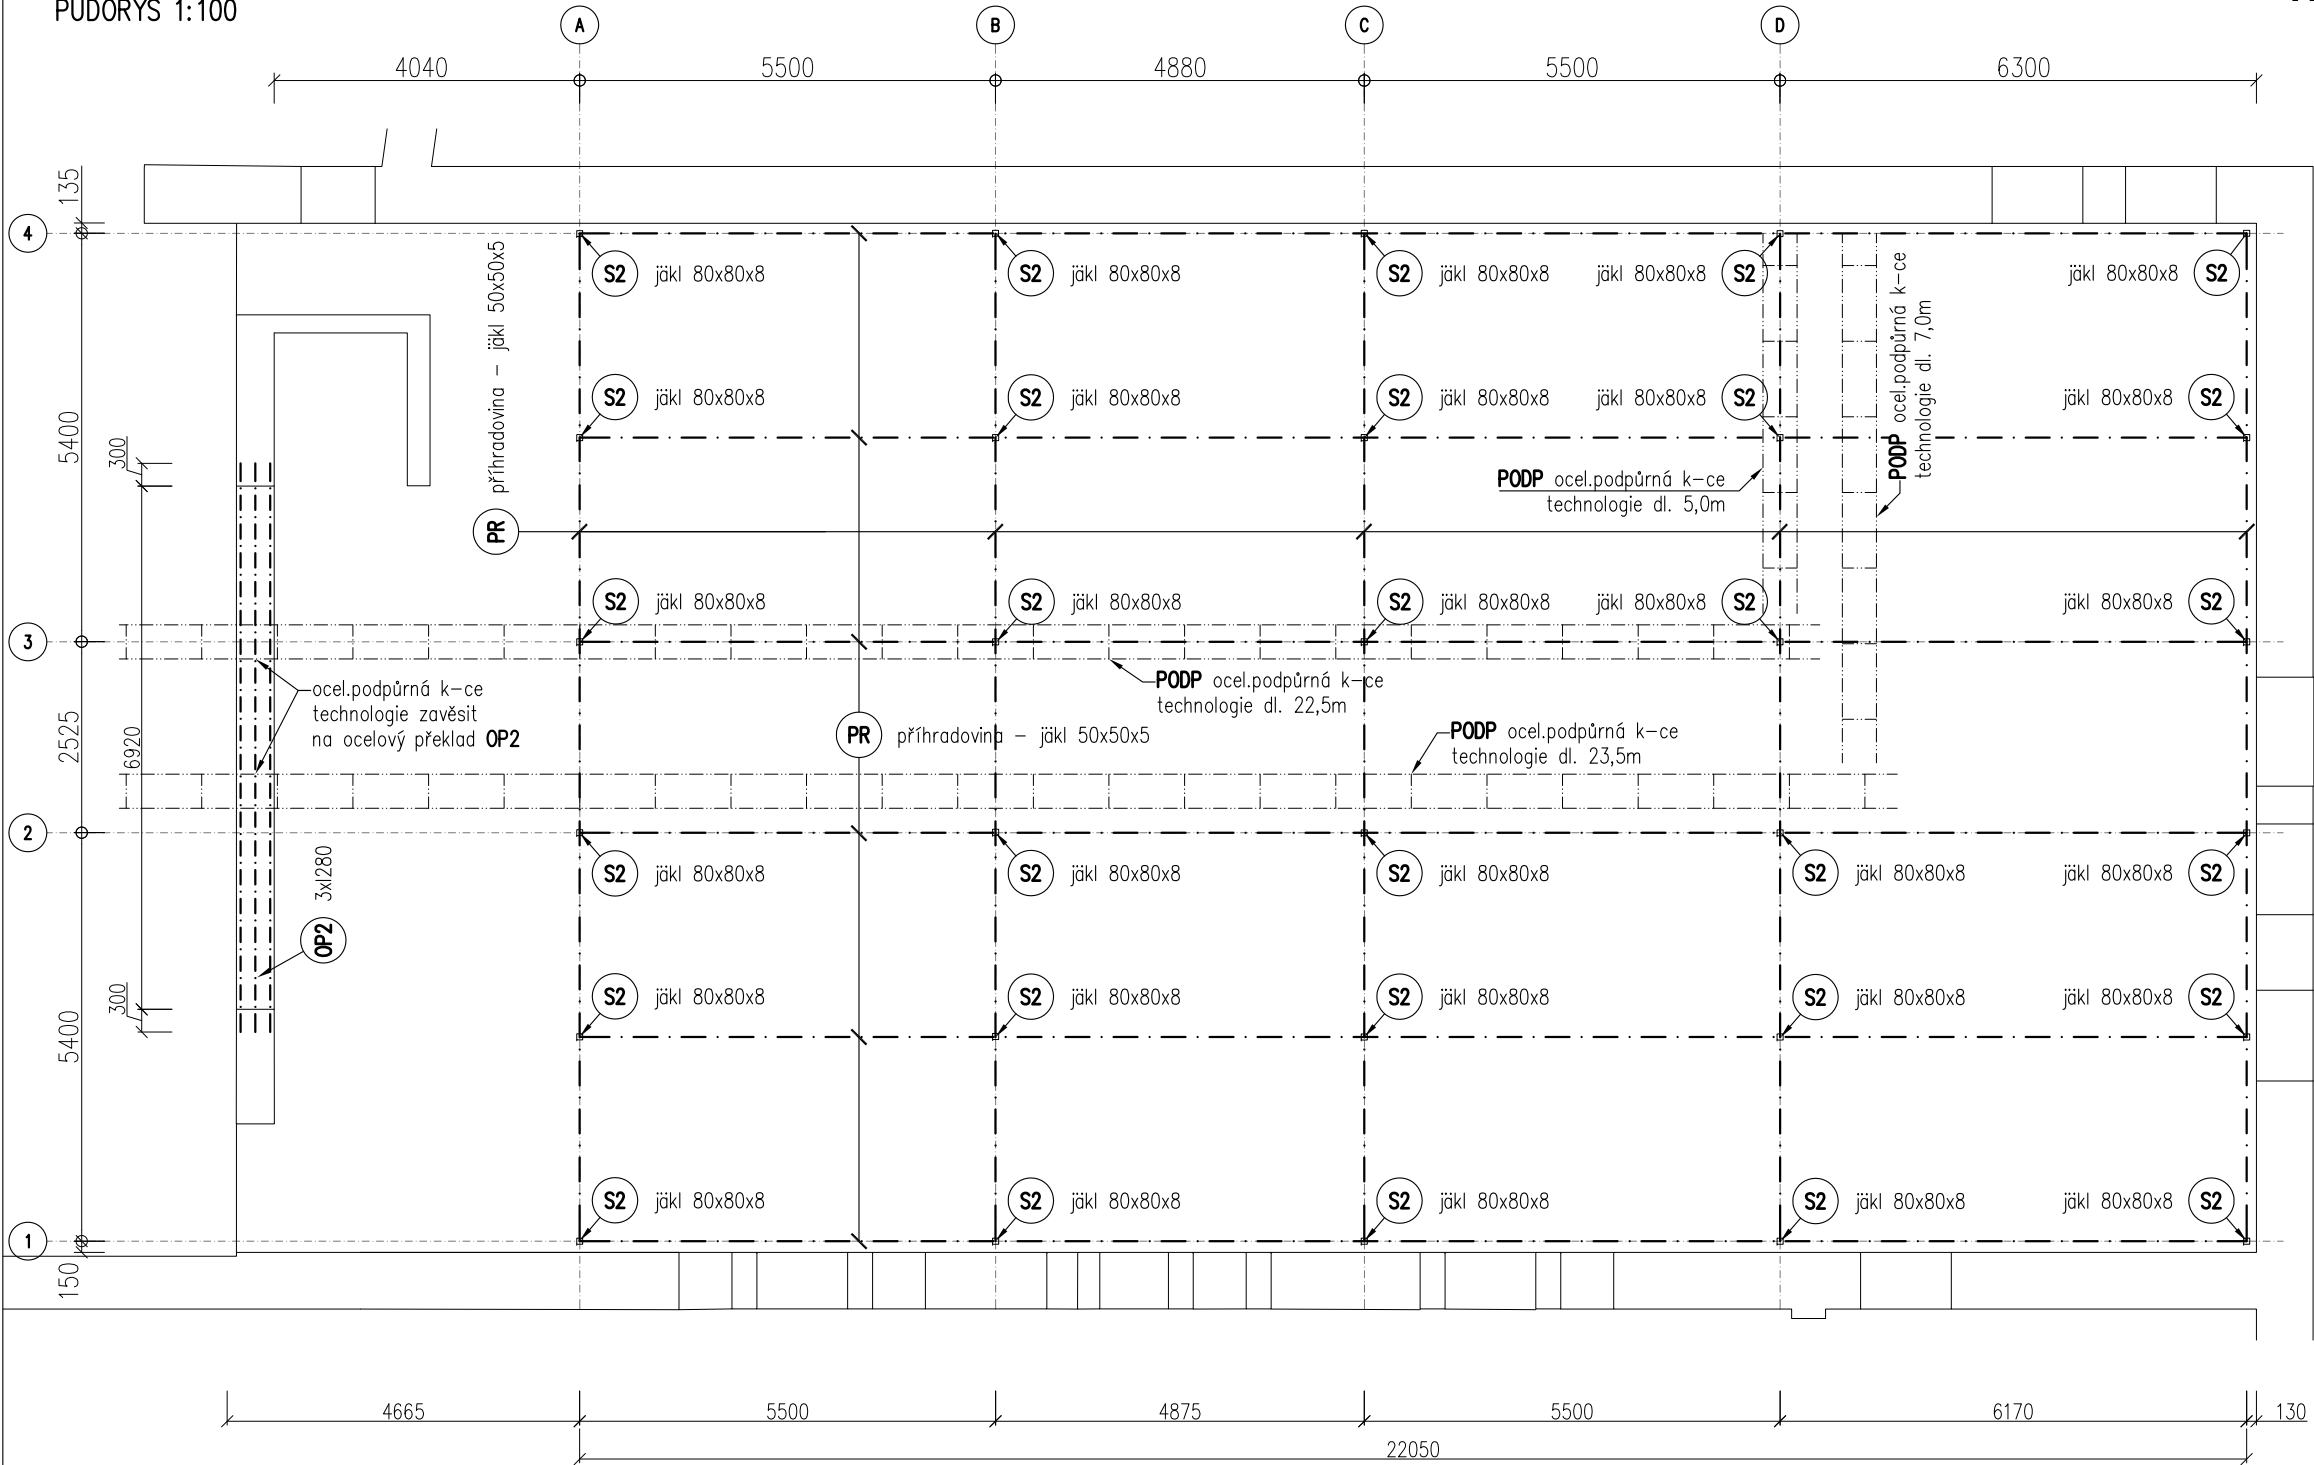 PŮDORYS 1:100
A
B
C
D
4040
5500
4880
5500
6300
135
4
5400
300
3
2525
6920
2
300
5400
1
150
příhradovina - jäkl 50x50x5
PR
S2 jäkl 80x80x8
S2 jäkl 80x80x8
S2 jäkl 80x80x8
jäkl 80x80x8 S2
jäkl 80x80x8 S2
S2 jäkl 80x80x8
S2 jäkl 80x80x8
S2 jäkl 80x80x8
jäkl 80x80x8 S2
jäkl 80x80x8 S2
PODP ocel.podpůrná k-ce
technologie dl. 7,0m
PODP ocel.podpůrná k-ce
technologie dl. 5,0m
S2 jäkl 80x80x8
S2 jäkl 80x80x8
S2 jäkl 80x80x8
jäkl 80x80x8 S2
jäkl 80x80x8 S2
ocel.podpůrná k-ce
technologie zavěsit
na ocelový překlad OP2
PODP ocel.podpůrná k-ce
technologie dl. 22,5m
PR příhradovina - jäkl 50x50x5
PODP ocel.podpůrná k-ce
technologie dl. 23,5m
OP2 3xI280
S2 jäkl 80x80x8
S2 jäkl 80x80x8
S2 jäkl 80x80x8
S2 jäkl 80x80x8
jäkl 80x80x8 S2
S2 jäkl 80x80x8
S2 jäkl 80x80x8
S2 jäkl 80x80x8
S2 jäkl 80x80x8
jäkl 80x80x8 S2
S2 jäkl 80x80x8
S2 jäkl 80x80x8
S2 jäkl 80x80x8
S2 jäkl 80x80x8
jäkl 80x80x8 S2
4665
5500
4875
5500
6170
130
22050